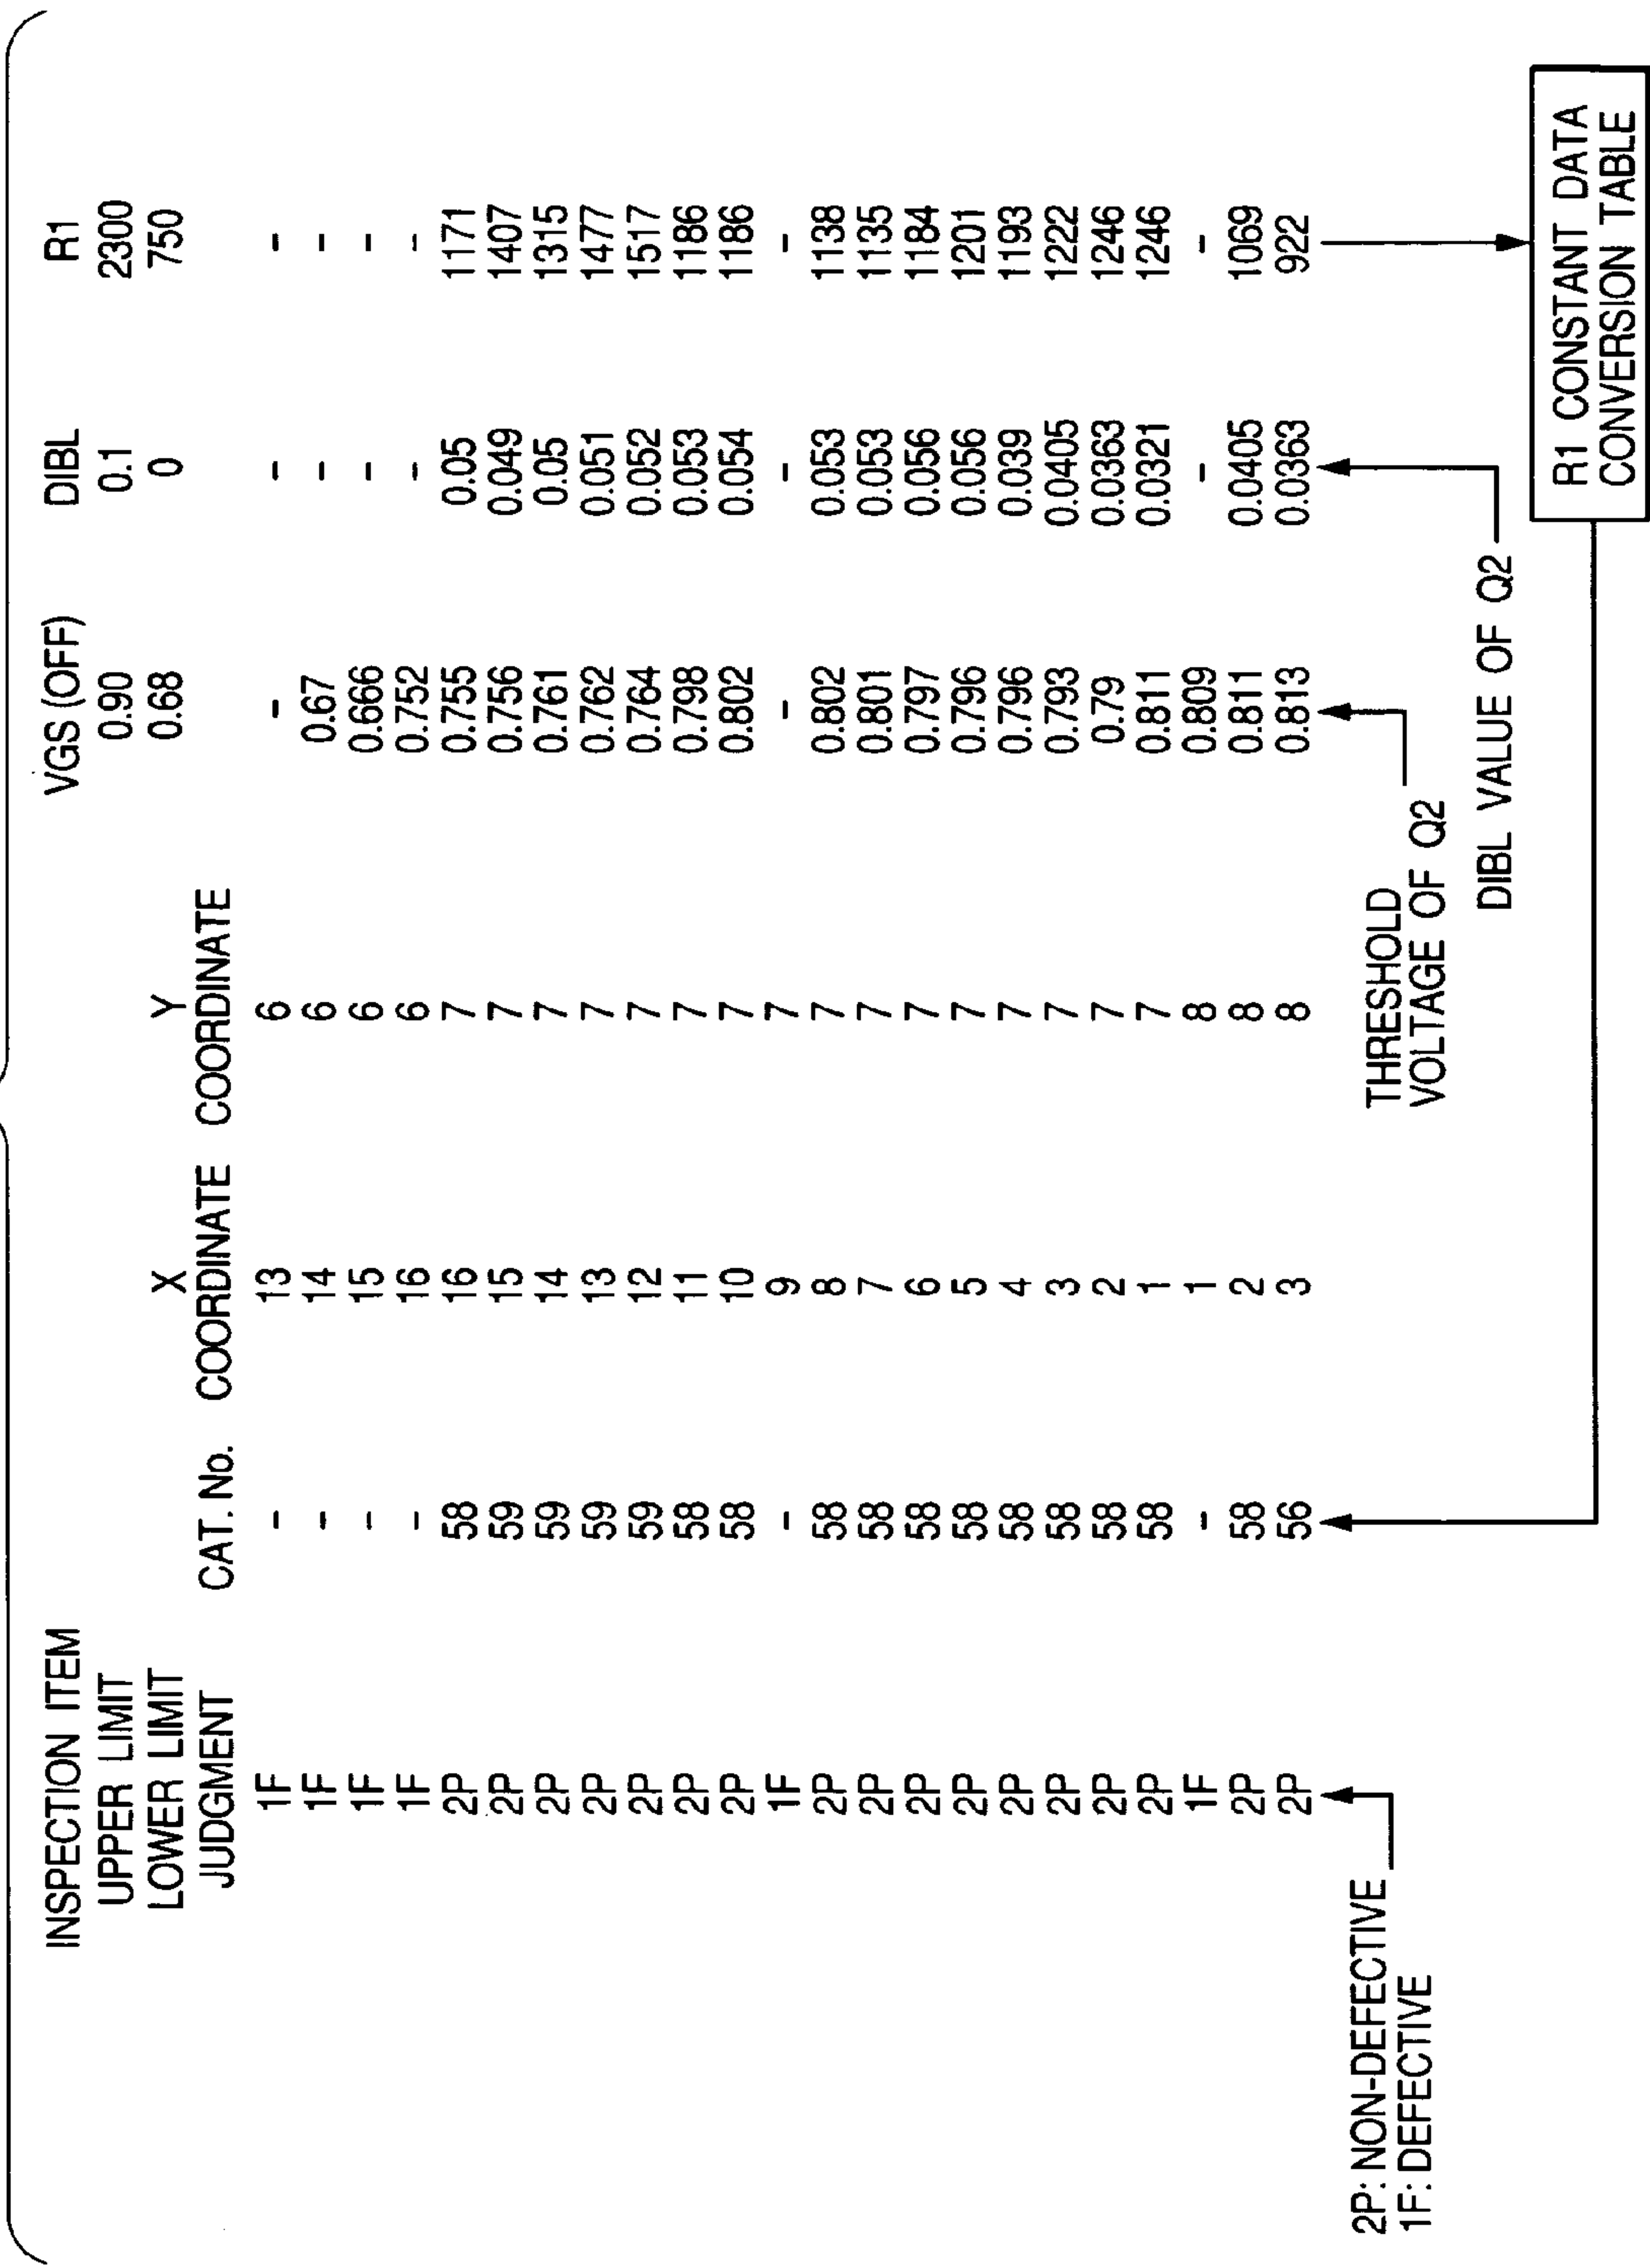 INSPECTION ITEM VGS (OFF) DIBL R1
UPPER LIMIT 0.90 0.1 2300
LOWER LIMIT X Y 0.68 0 750
JUDGMENT CAT. No. COORDINATE COORDINATE
1F - 13 6 - - -
1F - 14 6 0.67 - -
1F - 15 6 0.666 - -
1F - 16 6 0.752 - -
2P 58 16 7 0.755 0.05 1171
2P 59 15 7 0.756 0.049 1407
2P 59 14 7 0.761 0.05 1315
2P 59 13 7 0.762 0.051 1477
2P 59 12 7 0.764 0.052 1517
2P 58 11 7 0.798 0.053 1186
2P 58 10 7 0.802 0.054 1186
1F - 9 7 - - -
2P 58 8 7 0.802 0.053 1138
2P 58 7 7 0.801 0.053 1135
2P 58 6 7 0.797 0.056 1184
2P 58 5 7 0.796 0.056 1201
2P 58 4 7 0.796 0.039 1193
2P 58 3 7 0.793 0.0405 1222
2P 58 2 7 0.79 0.0363 1246
2P 58 1 7 0.811 0.0321 1246
1F - 1 8 0.809 - -
2P 58 2 8 0.811 0.0405 1069
2P 56 3 8 0.813 0.0363 922
2P: NON-DEFECTIVE
1F: DEFECTIVE
THRESHOLD
VOLTAGE OF Q2
DIBL VALUE OF Q2
R1 CONSTANT DATA
CONVERSION TABLE